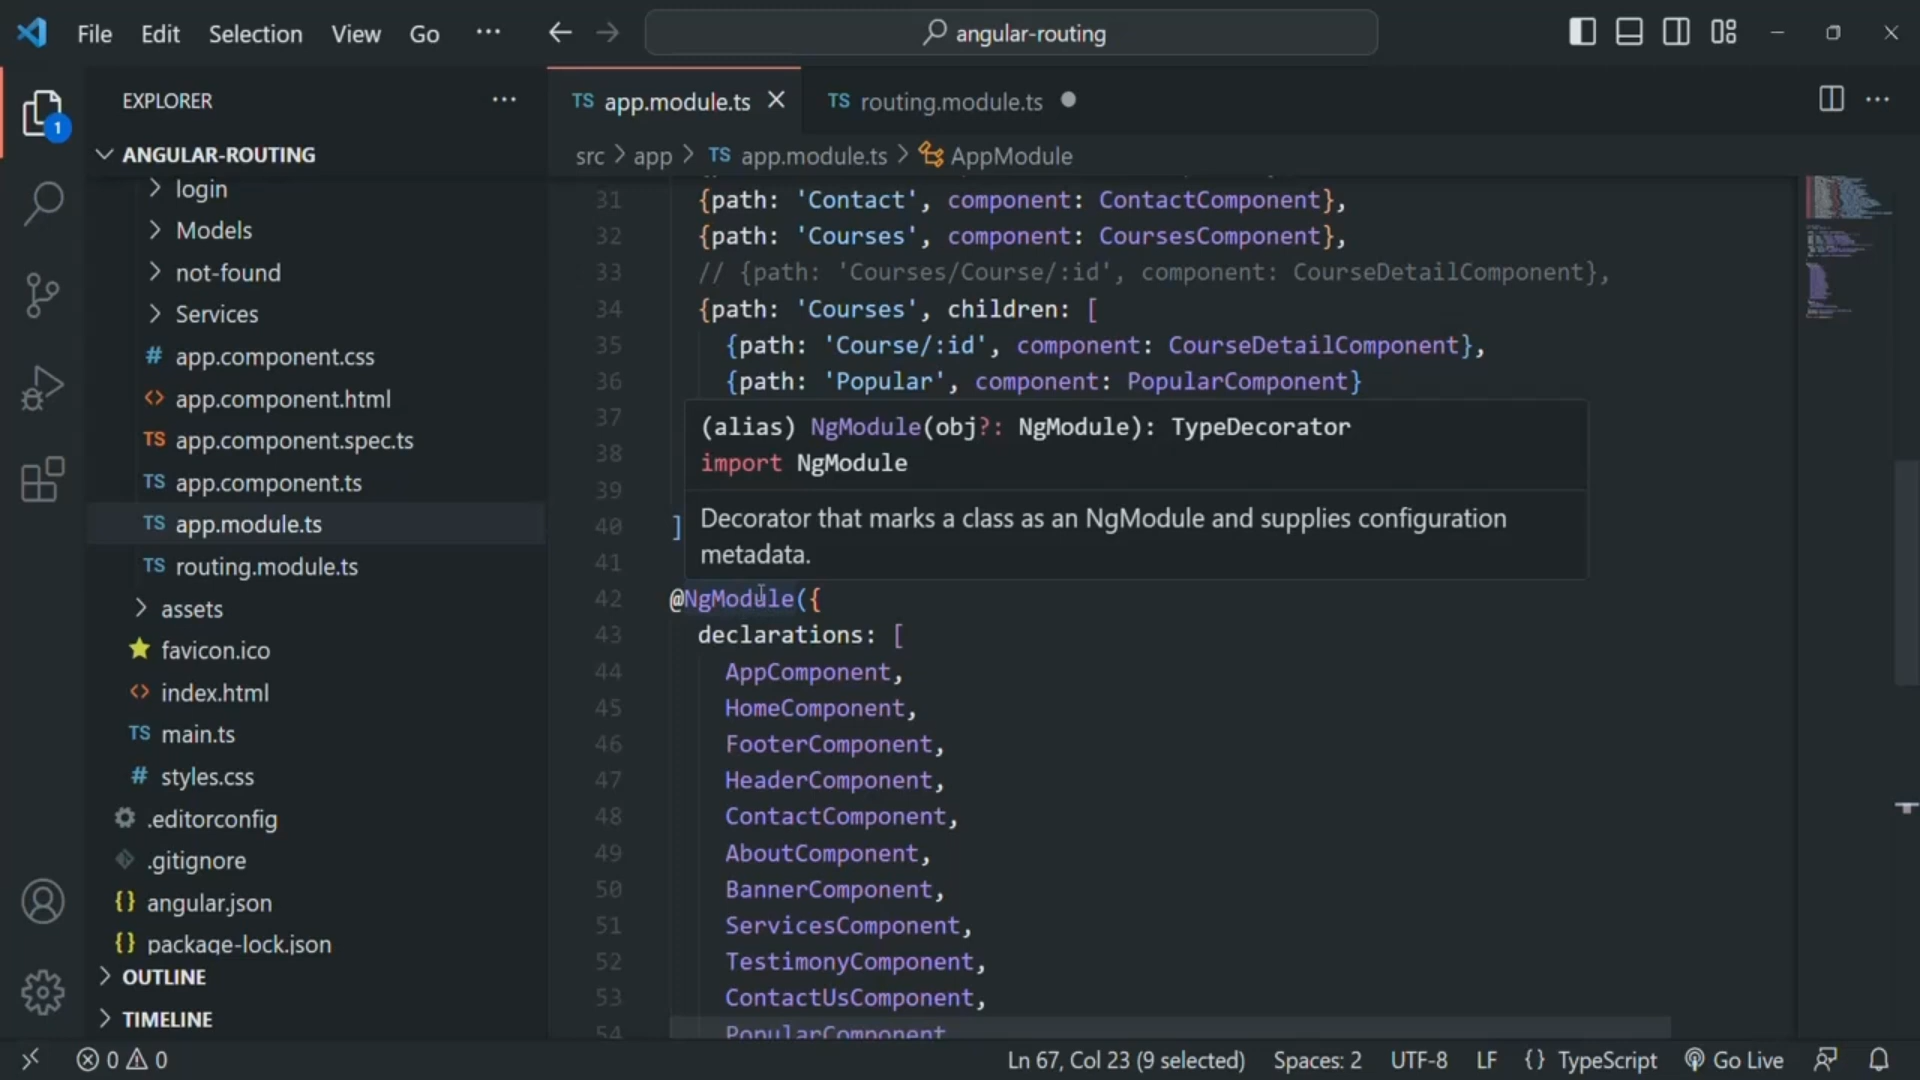 File Edit Selection View Go ··· angular-routing
EXPLORER ···
ANGULAR-ROUTING
login
Models
not-found
Services
# app.component.css
<> app.component.html
TS app.component.spec.ts
TS app.component.ts
TS app.module.ts
TS routing.module.ts
assets
favicon.ico
<> index.html
TS main.ts
# styles.css
.editorconfig
.gitignore
{} angular.json
{} package-lock.json
OUTLINE
TIMELINE
1
TS app.module.ts TS routing.module.ts
src > app > TS app.module.ts > AppModule
31 {path: 'Contact', component: ContactComponent},
32 {path: 'Courses', component: CoursesComponent},
33 // {path: 'Courses/Course/:id', component: CourseDetailComponent},
34 {path: 'Courses', children: [
35 {path: 'Course/:id', component: CourseDetailComponent},
36 {path: 'Popular', component: PopularComponent}
37
38
39
40 ]
41
(alias) NgModule(obj?: NgModule): TypeDecorator
import NgModule
Decorator that marks a class as an NgModule and supplies configuration
metadata.
42 @NgModule({
43 declarations: [
44 AppComponent,
45 HomeComponent,
46 FooterComponent,
47 HeaderComponent,
48 ContactComponent,
49 AboutComponent,
50 BannerComponent,
51 ServicesComponent,
52 TestimonyComponent,
53 ContactUsComponent,
54 PopularComponent
0 0 Ln 67, Col 23 (9 selected) Spaces: 2 UTF-8 LF {} TypeScript Go Live